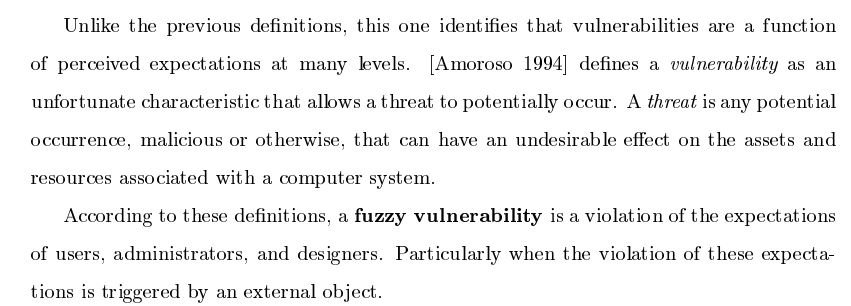 Unlike the previous definitions, this one identifies that vulnerabilities are a function
of perceived expectations at many levels. [Amoroso 1994] defines a vulnerability as an
unfortunate characteristic that allows a threat to potentially occur. A threat is any potential
occurrence, malicious or otherwise, that can have an undesirable effect on the assets and
resources associated with a computer system.
According to these definitions, a fuzzy vulnerability is a violation of the expectations
of users, administrators, and designers. Particularly when the violation of these expecta-
tions is triggered by an external object.